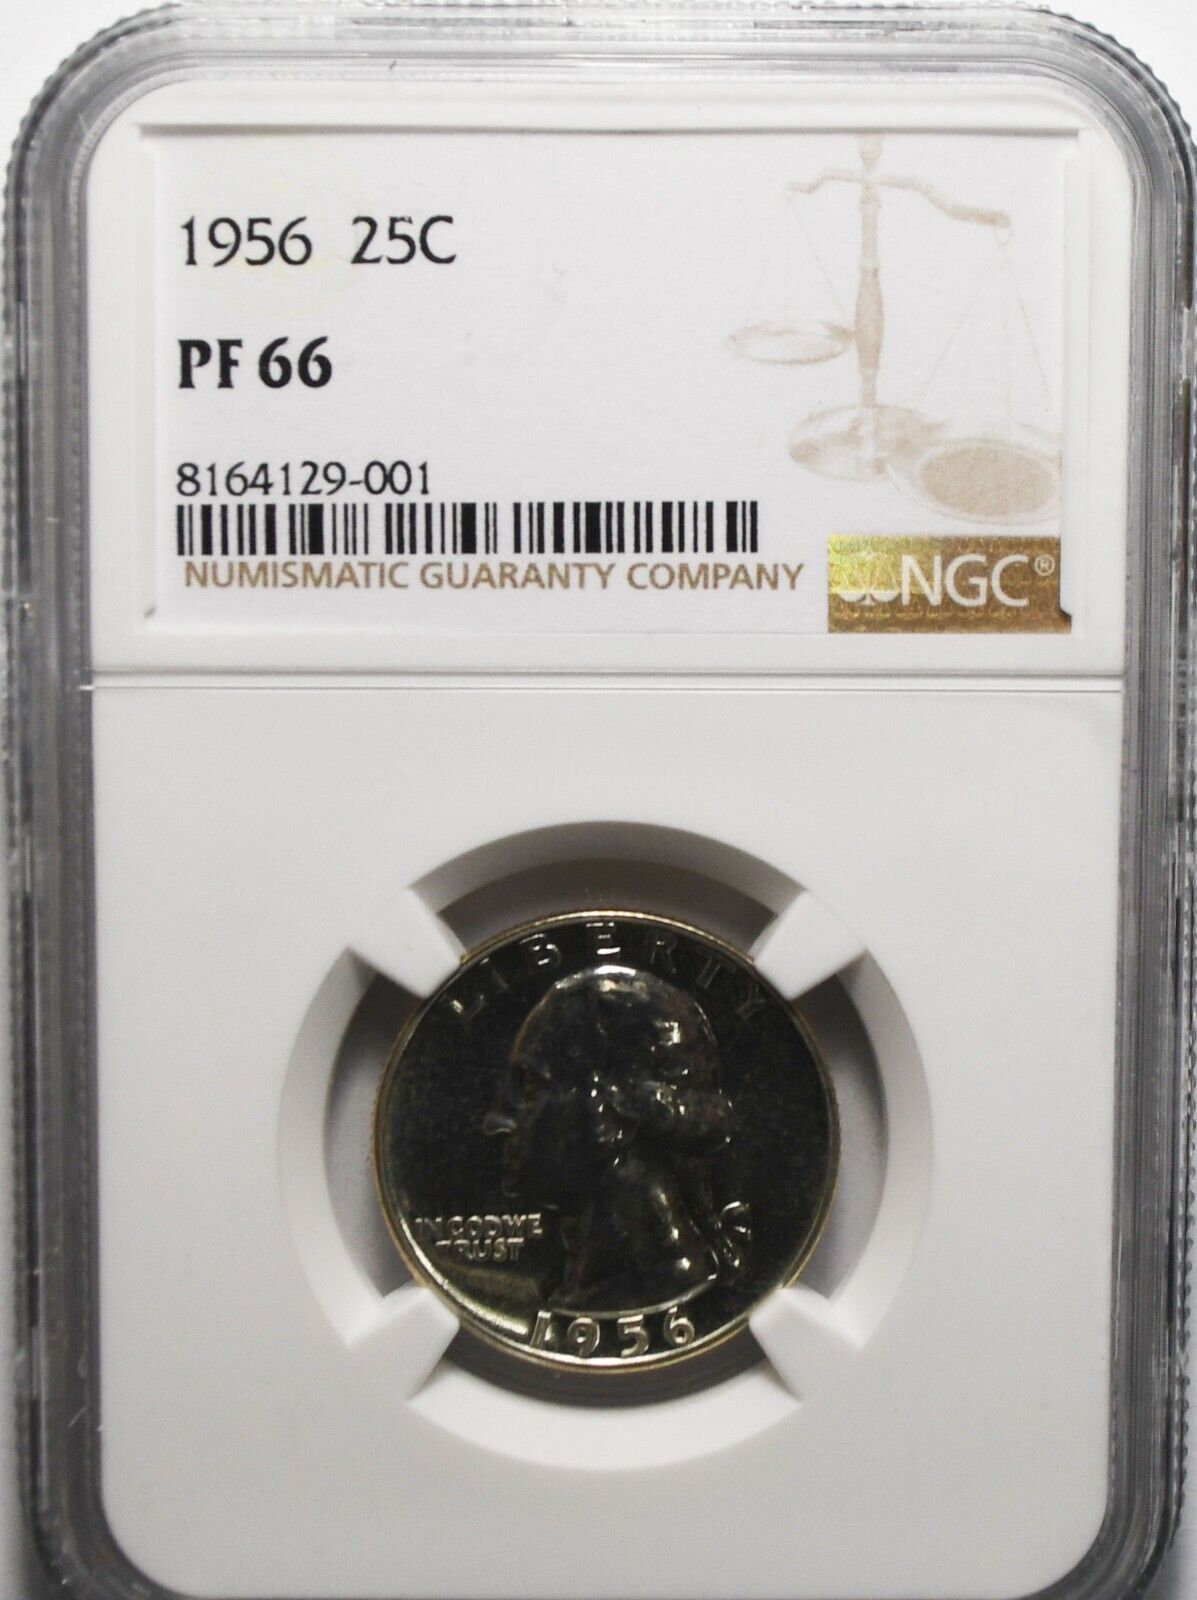 1956 25C
PF 66
8164129-001
NUMISMATIC GUARANTY COMPANY
NGC®
LIBERTY
IN GOD WE
TRUST
1956